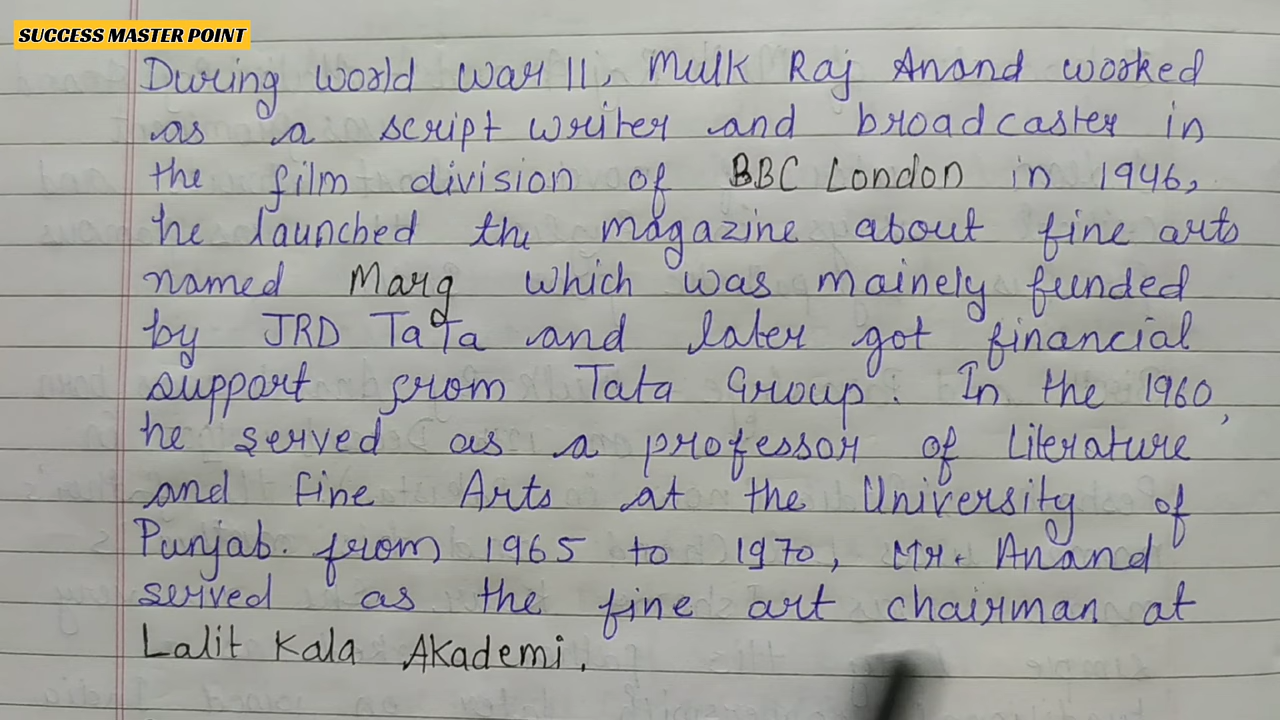 SUCCESS MASTER POINT
During world war II, Mulk Raj Anand worked
as a script writer and broadcaster in
the film division of BBC London in 1946,
he launched the magazine about fine arts
named Marg which was mainely funded
by JRD TaTa and later got financial
support from Tata Group. In the 1960,
he served as a professor of Literature
and Fine Arts at the University of
Punjab. from 1965 to 1970, Mr. Anand
served as the fine art chairman at
Lalit Kala Akademi.